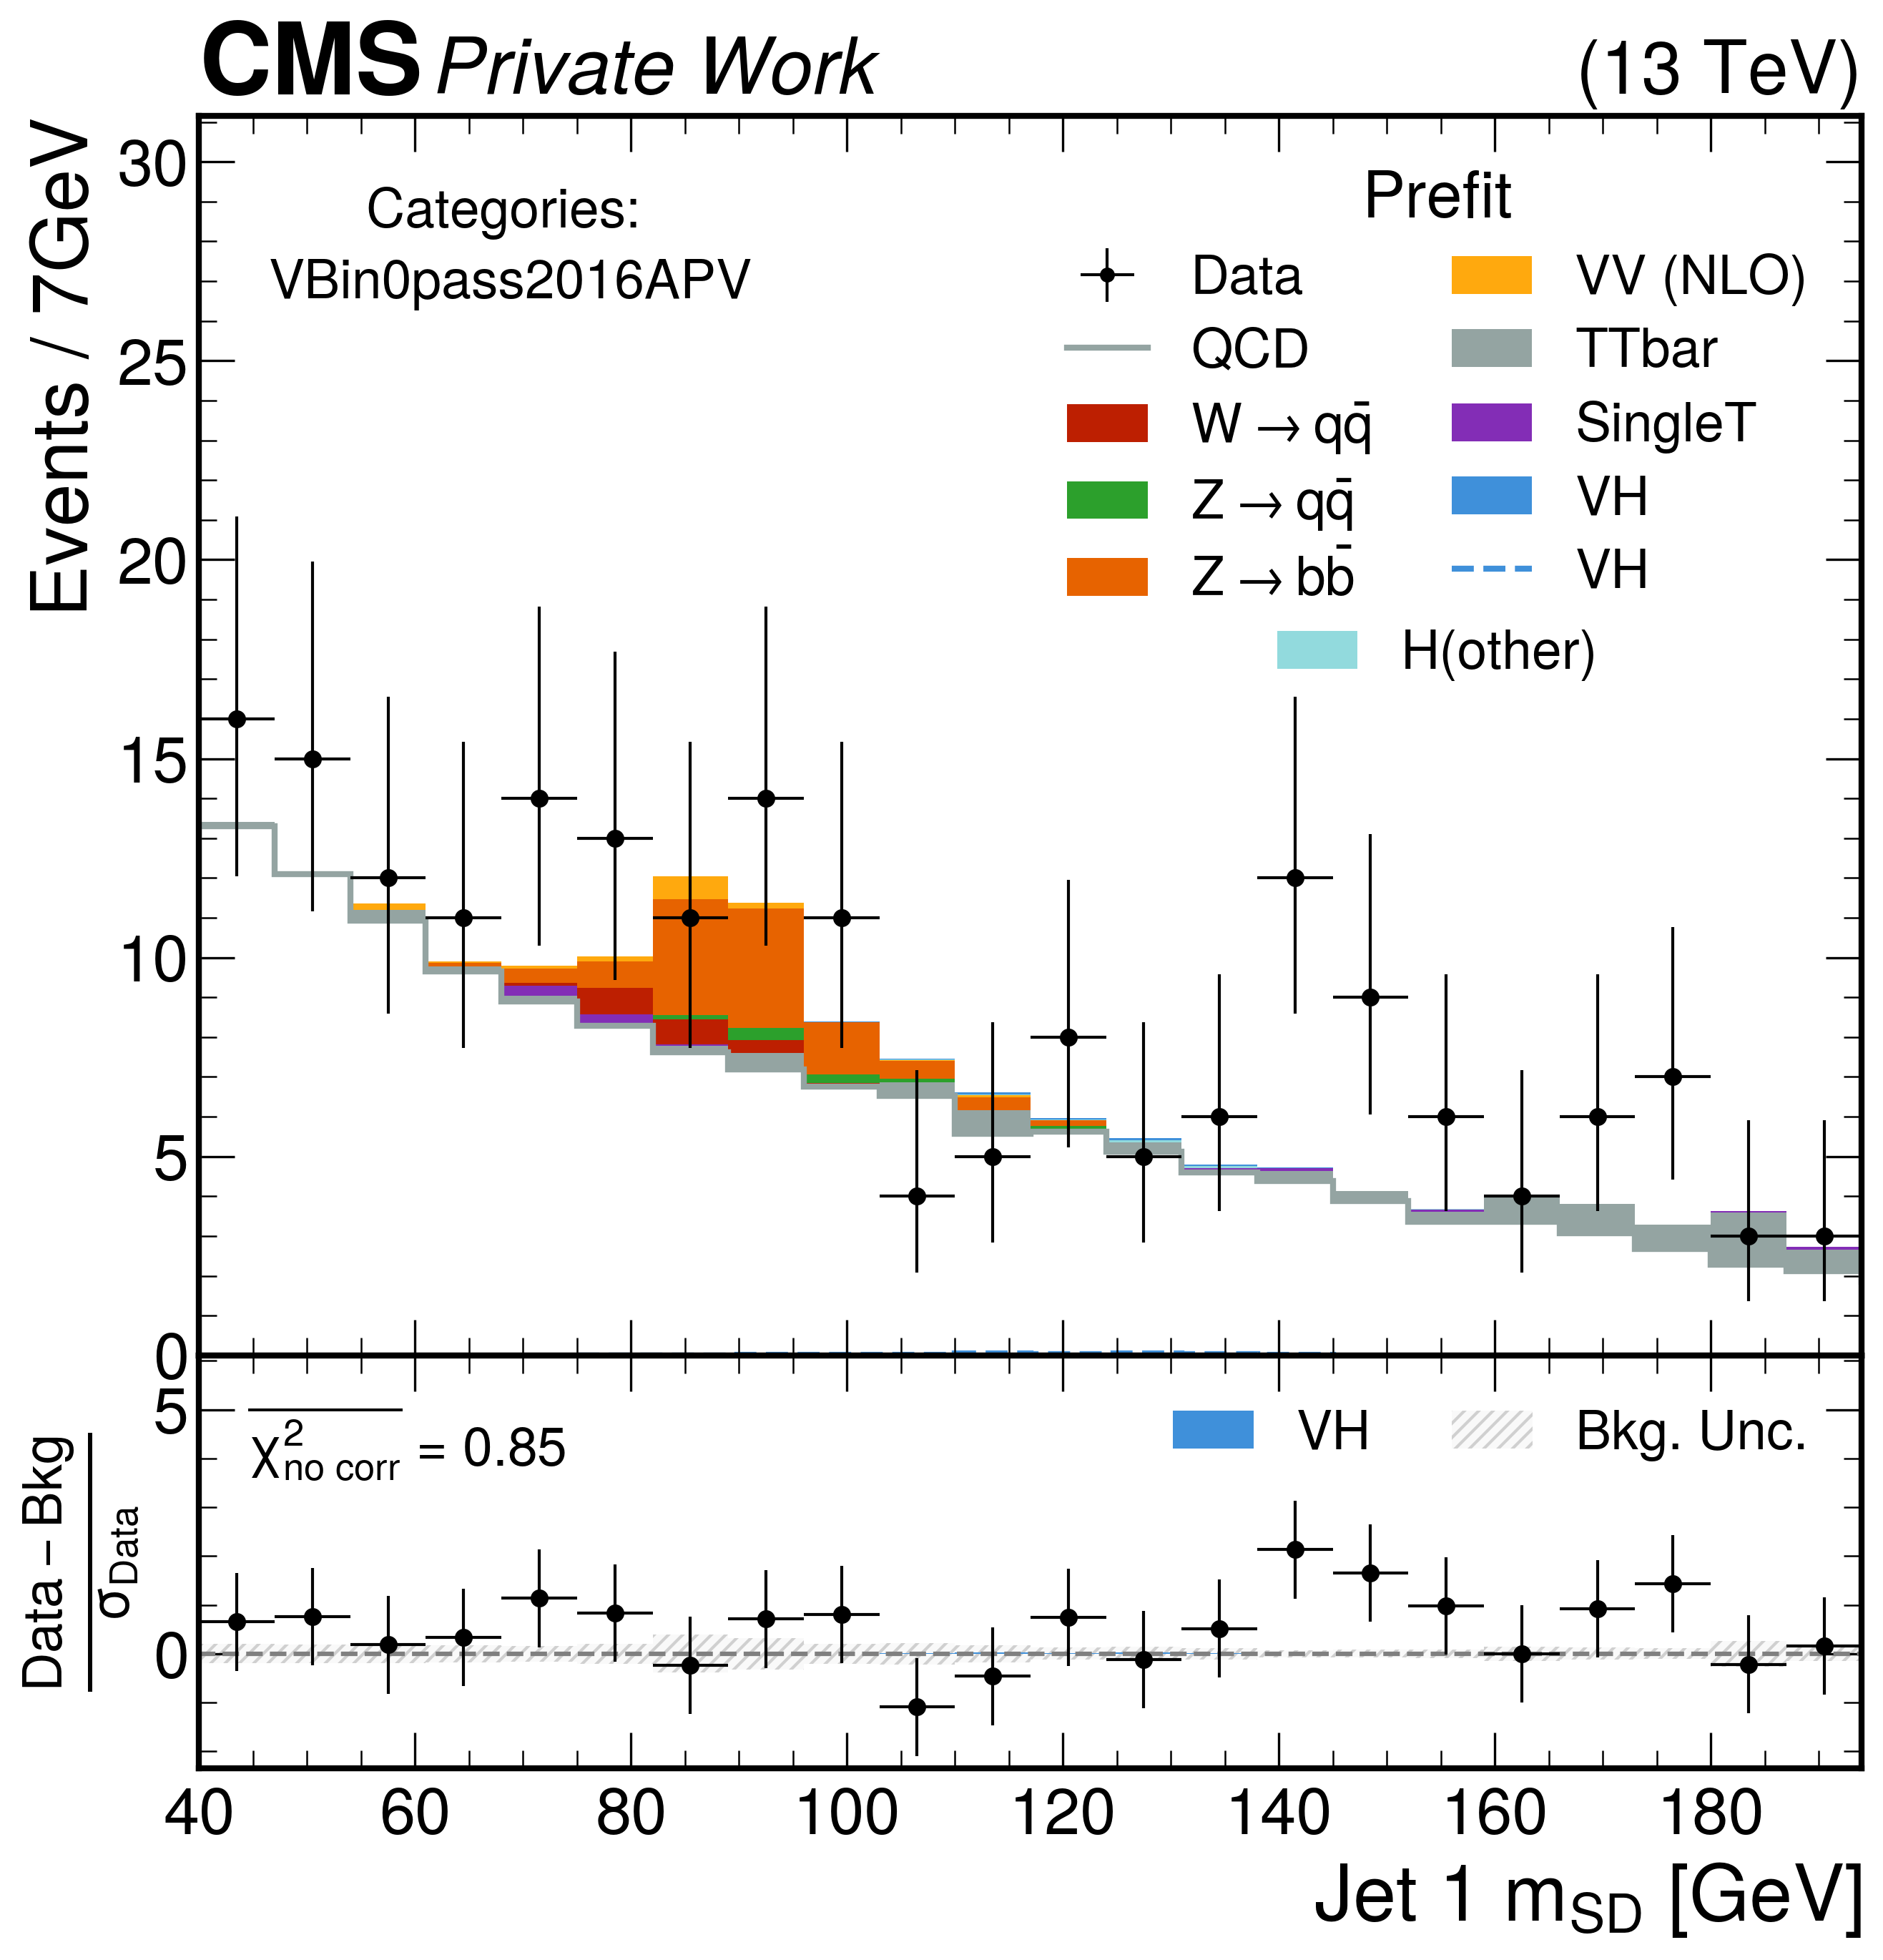 CMS Private Work (13 TeV)
Events / 7GeV
30
25
20
15
10
5
0
Categories:
VBin0pass2016APV
Prefit
Data
QCD
W → qq̄
Z → qq̄
Z → bb̄
VV (NLO)
TTbar
SingleT
VH
VH
H(other)
Data − Bkg
σData
5
0
χ²no corr = 0.85
VH
Bkg. Unc.
40 60 80 100 120 140 160 180
Jet 1 mSD [GeV]